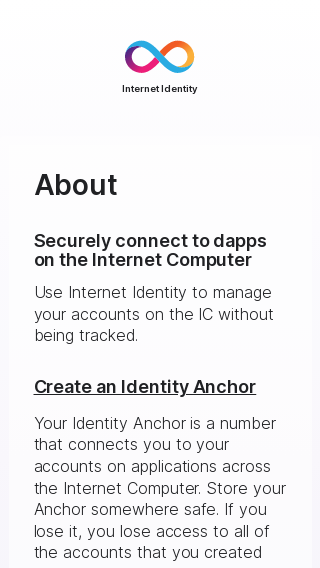 Internet Identity
About
Securely connect to dapps
on the Internet Computer
Use Internet Identity to manage
your accounts on the IC without
being tracked.
Create an Identity Anchor
Your Identity Anchor is a number
that connects you to your
accounts on applications across
the Internet Computer. Store your
Anchor somewhere safe. If you
lose it, you lose access to all of
the accounts that you created